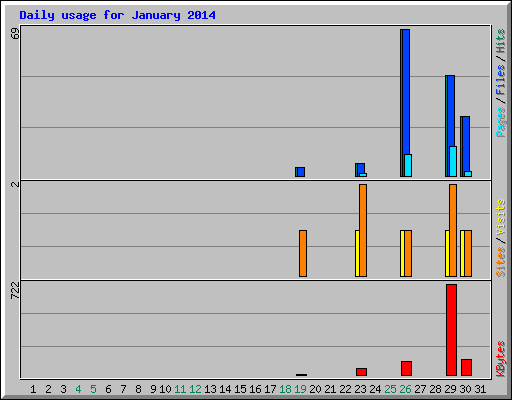 Daily usage for January 2014
69
Pages / Files / Hits
2
Sites / Visits
722
KBytes
1 2 3 4 5 6 7 8 9 10 11 12 13 14 15 16 17 18 19 20 21 22 23 24 25 26 27 28 29 30 31